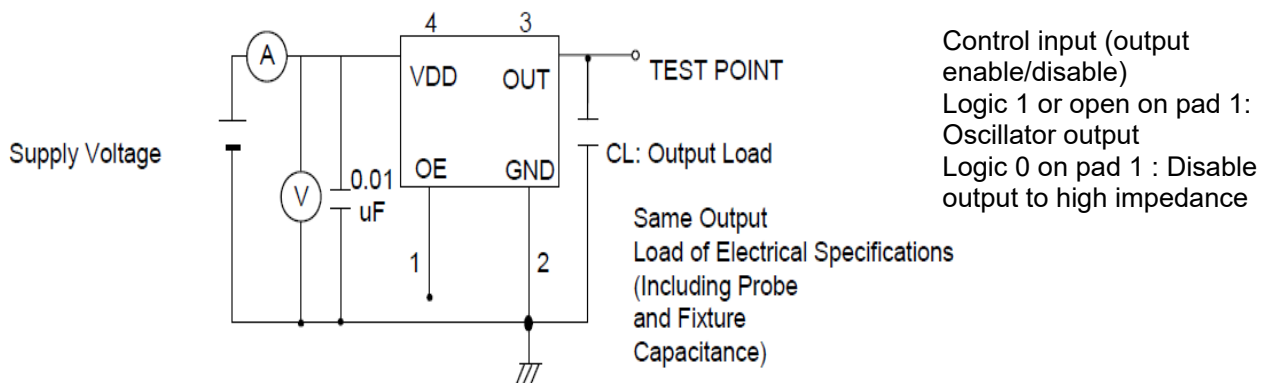 4
3
A
VDD
OUT
TEST POINT
Supply Voltage
V
0.01
uF
OE
GND
CL: Output Load
1
2
Same Output
Load of Electrical Specifications
(Including Probe
and Fixture
Capacitance)
Control input (output
enable/disable)
Logic 1 or open on pad 1:
Oscillator output
Logic 0 on pad 1 : Disable
output to high impedance